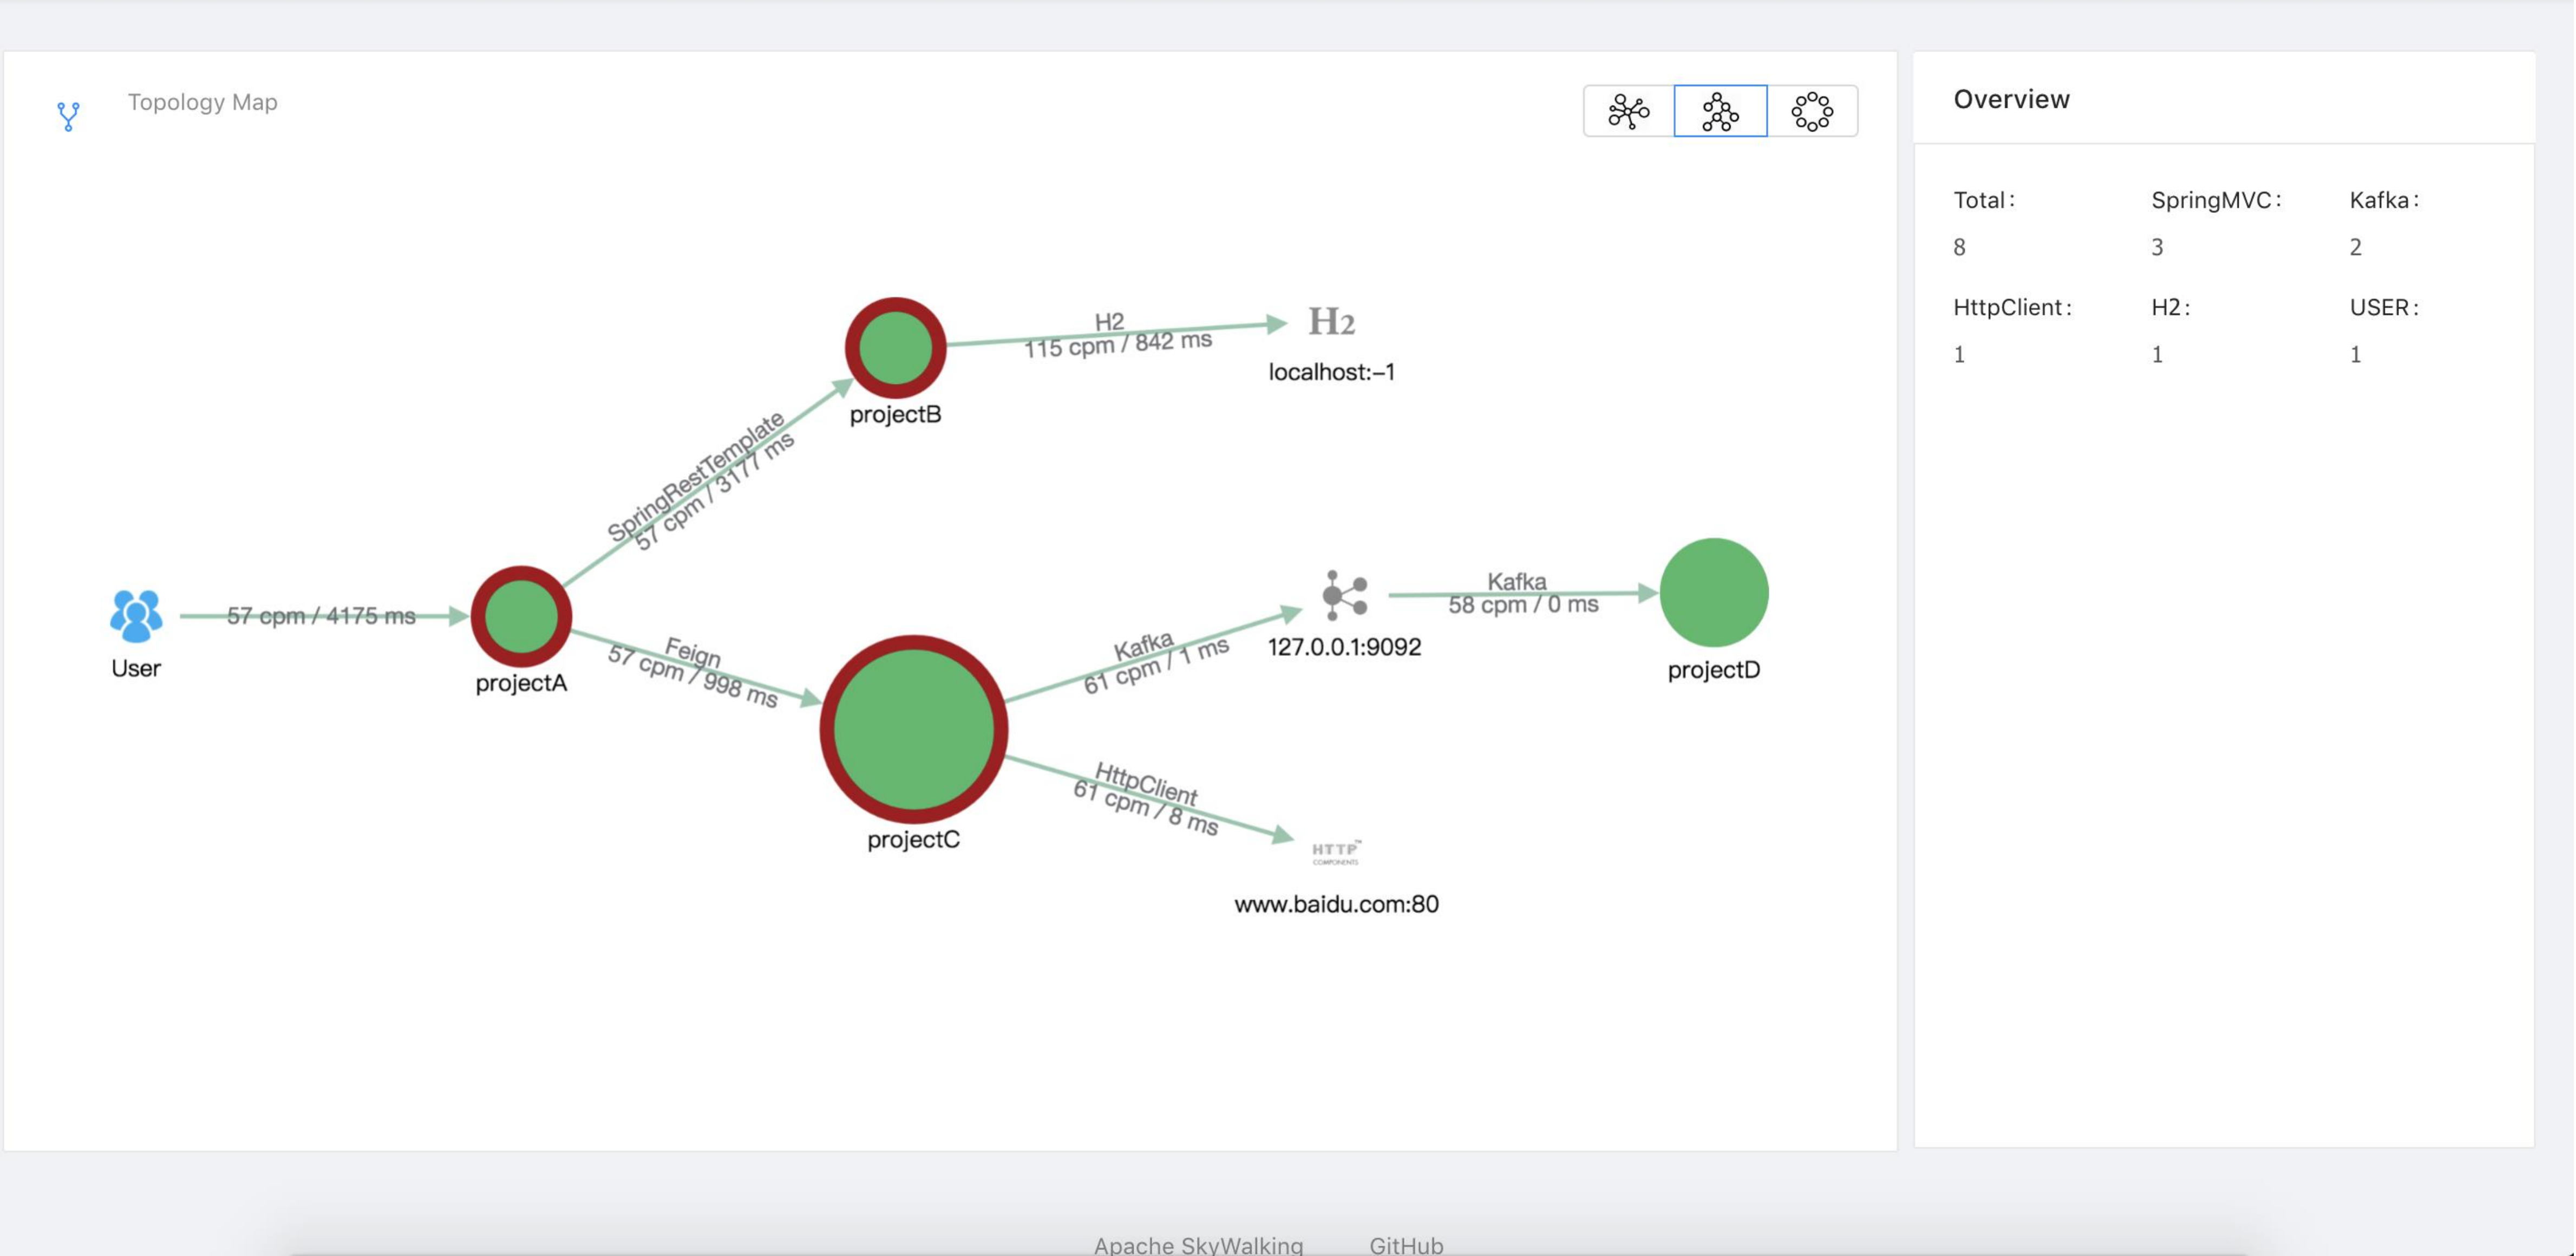 Topology Map
H2
115 cpm / 842 ms
H2
localhost:–1
projectB
SpringRestTemplate
57 cpm / 3177 ms
User
57 cpm / 4175 ms
projectA
Feign
57 cpm / 998 ms
projectC
Kafka
61 cpm / 1 ms
127.0.0.1:9092
Kafka
58 cpm / 0 ms
projectD
HttpClient
61 cpm / 8 ms
HTTP™
COMPONENTS
www.baidu.com:80
Overview
Total: SpringMVC: Kafka:
8 3 2
HttpClient: H2: USER:
1 1 1
Apache SkyWalking GitHub